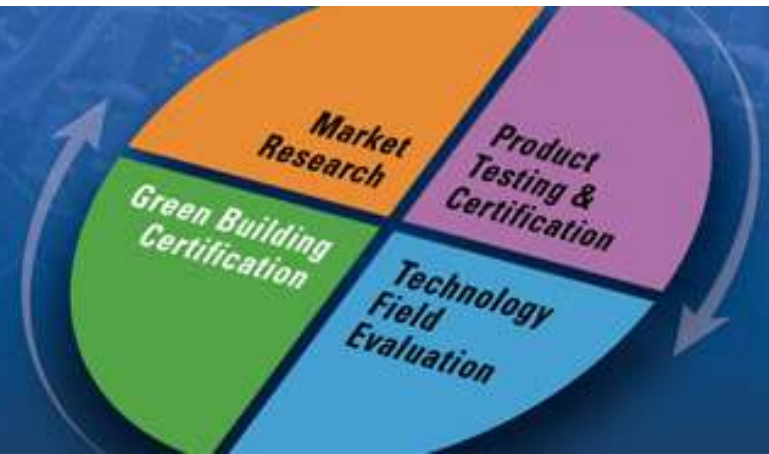 Market
Research
Product
Testing &
Certification
Green Building
Certification
Technology
Field
Evaluation